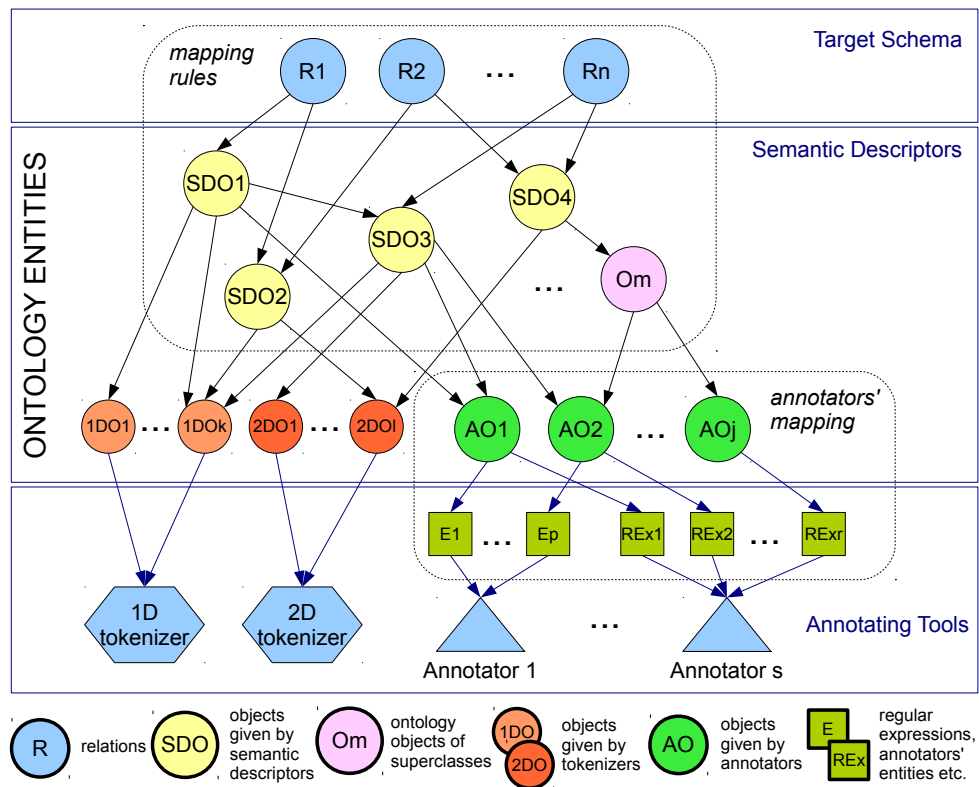 Target Schema
mapping
rules
R1
R2
...
Rn
ONTOLOGY ENTITIES
Semantic Descriptors
SDO1
SDO4
SDO3
SDO2
...
Om
annotators'
mapping
1DO1
...
1DOk
2DO1
...
2DOl
AO1
AO2
...
AOj
E1
...
Ep
REx1
REx2
...
RExr
1D
tokenizer
2D
tokenizer
...
Annotating Tools
Annotator 1
Annotator s
R
relations
SDO
objects
given by
semantic
descriptors
Om
ontology
objects of
superclasses
1DO
2DO
objects
given by
tokenizers
AO
objects
given by
annotators
E
REx
regular
expressions,
annotators'
entities etc.